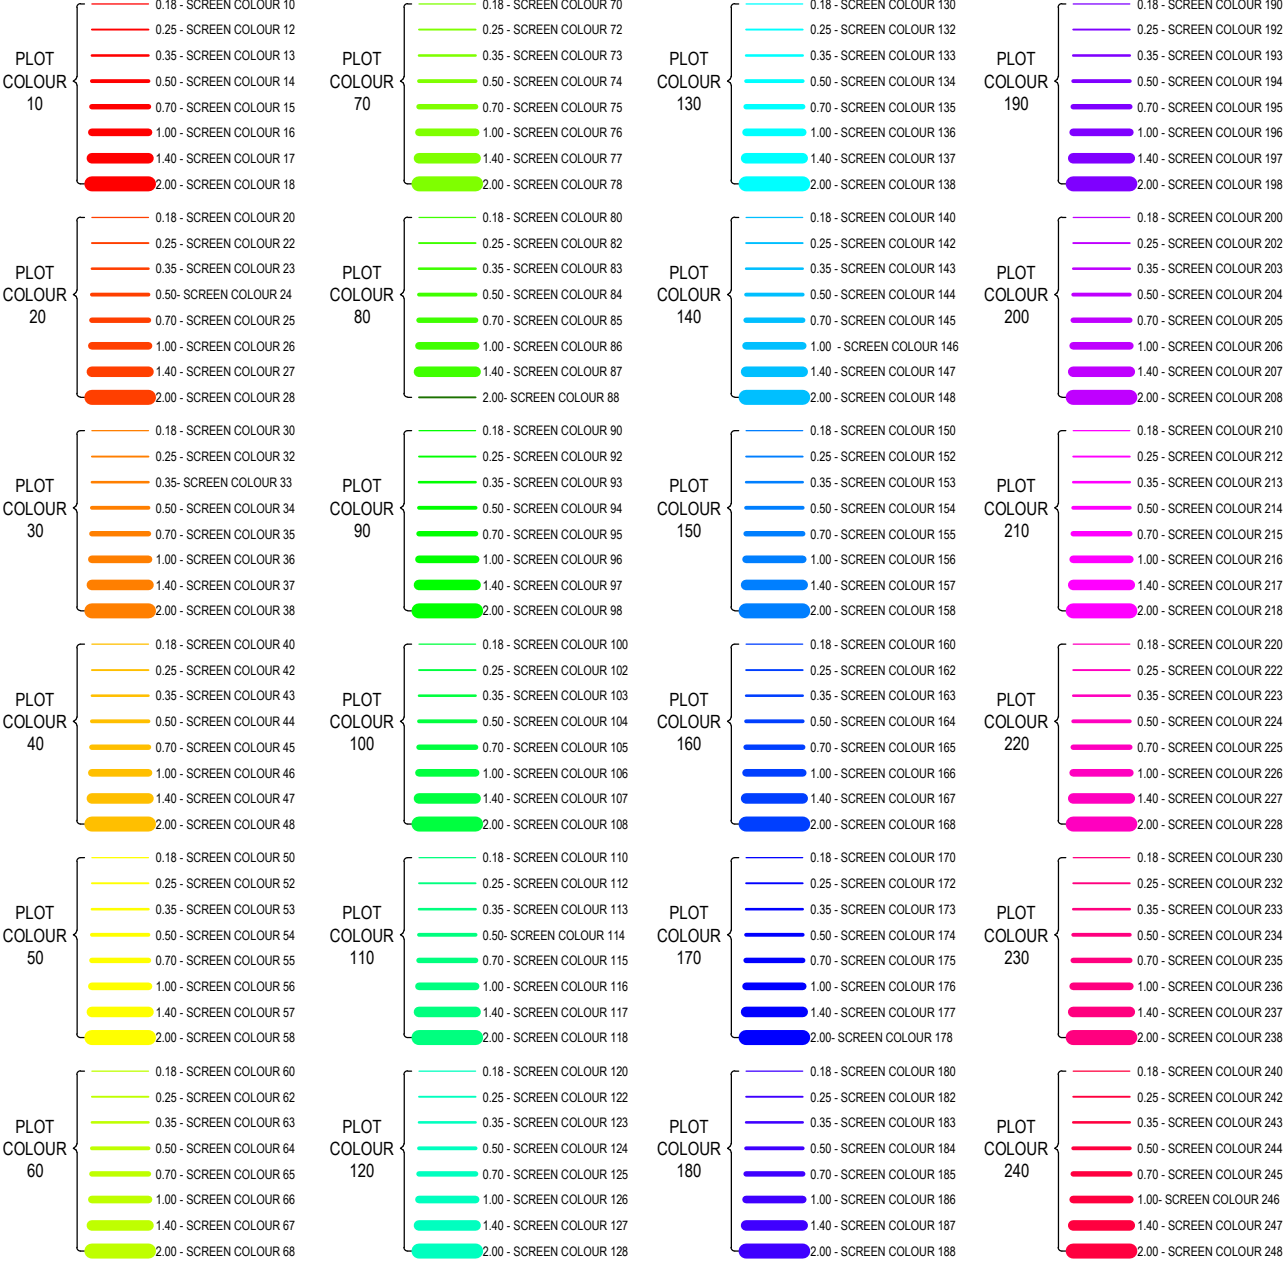 PLOT
COLOUR
10
0.18 - SCREEN COLOUR 10
0.25 - SCREEN COLOUR 12
0.35 - SCREEN COLOUR 13
0.50 - SCREEN COLOUR 14
0.70 - SCREEN COLOUR 15
1.00 - SCREEN COLOUR 16
1.40 - SCREEN COLOUR 17
2.00 - SCREEN COLOUR 18
PLOT
COLOUR
20
0.18 - SCREEN COLOUR 20
0.25 - SCREEN COLOUR 22
0.35 - SCREEN COLOUR 23
0.50- SCREEN COLOUR 24
0.70 - SCREEN COLOUR 25
1.00 - SCREEN COLOUR 26
1.40 - SCREEN COLOUR 27
2.00 - SCREEN COLOUR 28
PLOT
COLOUR
30
0.18 - SCREEN COLOUR 30
0.25 - SCREEN COLOUR 32
0.35- SCREEN COLOUR 33
0.50 - SCREEN COLOUR 34
0.70 - SCREEN COLOUR 35
1.00 - SCREEN COLOUR 36
1.40 - SCREEN COLOUR 37
2.00 - SCREEN COLOUR 38
PLOT
COLOUR
40
0.18 - SCREEN COLOUR 40
0.25 - SCREEN COLOUR 42
0.35 - SCREEN COLOUR 43
0.50 - SCREEN COLOUR 44
0.70 - SCREEN COLOUR 45
1.00 - SCREEN COLOUR 46
1.40 - SCREEN COLOUR 47
2.00 - SCREEN COLOUR 48
PLOT
COLOUR
50
0.18 - SCREEN COLOUR 50
0.25 - SCREEN COLOUR 52
0.35 - SCREEN COLOUR 53
0.50 - SCREEN COLOUR 54
0.70 - SCREEN COLOUR 55
1.00 - SCREEN COLOUR 56
1.40 - SCREEN COLOUR 57
2.00 - SCREEN COLOUR 58
PLOT
COLOUR
60
0.18 - SCREEN COLOUR 60
0.25 - SCREEN COLOUR 62
0.35 - SCREEN COLOUR 63
0.50 - SCREEN COLOUR 64
0.70 - SCREEN COLOUR 65
1.00 - SCREEN COLOUR 66
1.40 - SCREEN COLOUR 67
2.00 - SCREEN COLOUR 68
PLOT
COLOUR
70
0.18 - SCREEN COLOUR 70
0.25 - SCREEN COLOUR 72
0.35 - SCREEN COLOUR 73
0.50 - SCREEN COLOUR 74
0.70 - SCREEN COLOUR 75
1.00 - SCREEN COLOUR 76
1.40 - SCREEN COLOUR 77
2.00 - SCREEN COLOUR 78
PLOT
COLOUR
80
0.18 - SCREEN COLOUR 80
0.25 - SCREEN COLOUR 82
0.35 - SCREEN COLOUR 83
0.50 - SCREEN COLOUR 84
0.70 - SCREEN COLOUR 85
1.00 - SCREEN COLOUR 86
1.40 - SCREEN COLOUR 87
2.00- SCREEN COLOUR 88
PLOT
COLOUR
90
0.18 - SCREEN COLOUR 90
0.25 - SCREEN COLOUR 92
0.35 - SCREEN COLOUR 93
0.50 - SCREEN COLOUR 94
0.70 - SCREEN COLOUR 95
1.00 - SCREEN COLOUR 96
1.40 - SCREEN COLOUR 97
2.00 - SCREEN COLOUR 98
PLOT
COLOUR
100
0.18 - SCREEN COLOUR 100
0.25 - SCREEN COLOUR 102
0.35 - SCREEN COLOUR 103
0.50 - SCREEN COLOUR 104
0.70 - SCREEN COLOUR 105
1.00 - SCREEN COLOUR 106
1.40 - SCREEN COLOUR 107
2.00 - SCREEN COLOUR 108
PLOT
COLOUR
110
0.18 - SCREEN COLOUR 110
0.25 - SCREEN COLOUR 112
0.35 - SCREEN COLOUR 113
0.50- SCREEN COLOUR 114
0.70 - SCREEN COLOUR 115
1.00 - SCREEN COLOUR 116
1.40 - SCREEN COLOUR 117
2.00 - SCREEN COLOUR 118
PLOT
COLOUR
120
0.18 - SCREEN COLOUR 120
0.25 - SCREEN COLOUR 122
0.35 - SCREEN COLOUR 123
0.50 - SCREEN COLOUR 124
0.70 - SCREEN COLOUR 125
1.00 - SCREEN COLOUR 126
1.40 - SCREEN COLOUR 127
2.00 - SCREEN COLOUR 128
PLOT
COLOUR
130
0.18 - SCREEN COLOUR 130
0.25 - SCREEN COLOUR 132
0.35 - SCREEN COLOUR 133
0.50 - SCREEN COLOUR 134
0.70 - SCREEN COLOUR 135
1.00 - SCREEN COLOUR 136
1.40 - SCREEN COLOUR 137
2.00 - SCREEN COLOUR 138
PLOT
COLOUR
140
0.18 - SCREEN COLOUR 140
0.25 - SCREEN COLOUR 142
0.35 - SCREEN COLOUR 143
0.50 - SCREEN COLOUR 144
0.70 - SCREEN COLOUR 145
1.00 - SCREEN COLOUR 146
1.40 - SCREEN COLOUR 147
2.00 - SCREEN COLOUR 148
PLOT
COLOUR
150
0.18 - SCREEN COLOUR 150
0.25 - SCREEN COLOUR 152
0.35 - SCREEN COLOUR 153
0.50 - SCREEN COLOUR 154
0.70 - SCREEN COLOUR 155
1.00 - SCREEN COLOUR 156
1.40 - SCREEN COLOUR 157
2.00 - SCREEN COLOUR 158
PLOT
COLOUR
160
0.18 - SCREEN COLOUR 160
0.25 - SCREEN COLOUR 162
0.35 - SCREEN COLOUR 163
0.50 - SCREEN COLOUR 164
0.70 - SCREEN COLOUR 165
1.00 - SCREEN COLOUR 166
1.40 - SCREEN COLOUR 167
2.00 - SCREEN COLOUR 168
PLOT
COLOUR
170
0.18 - SCREEN COLOUR 170
0.25 - SCREEN COLOUR 172
0.35 - SCREEN COLOUR 173
0.50 - SCREEN COLOUR 174
0.70 - SCREEN COLOUR 175
1.00 - SCREEN COLOUR 176
1.40 - SCREEN COLOUR 177
2.00- SCREEN COLOUR 178
PLOT
COLOUR
180
0.18 - SCREEN COLOUR 180
0.25 - SCREEN COLOUR 182
0.35 - SCREEN COLOUR 183
0.50 - SCREEN COLOUR 184
0.70 - SCREEN COLOUR 185
1.00 - SCREEN COLOUR 186
1.40 - SCREEN COLOUR 187
2.00 - SCREEN COLOUR 188
PLOT
COLOUR
190
0.18 - SCREEN COLOUR 190
0.25 - SCREEN COLOUR 192
0.35 - SCREEN COLOUR 193
0.50 - SCREEN COLOUR 194
0.70 - SCREEN COLOUR 195
1.00 - SCREEN COLOUR 196
1.40 - SCREEN COLOUR 197
2.00 - SCREEN COLOUR 198
PLOT
COLOUR
200
0.18 - SCREEN COLOUR 200
0.25 - SCREEN COLOUR 202
0.35 - SCREEN COLOUR 203
0.50 - SCREEN COLOUR 204
0.70 - SCREEN COLOUR 205
1.00 - SCREEN COLOUR 206
1.40 - SCREEN COLOUR 207
2.00 - SCREEN COLOUR 208
PLOT
COLOUR
210
0.18 - SCREEN COLOUR 210
0.25 - SCREEN COLOUR 212
0.35 - SCREEN COLOUR 213
0.50 - SCREEN COLOUR 214
0.70 - SCREEN COLOUR 215
1.00 - SCREEN COLOUR 216
1.40 - SCREEN COLOUR 217
2.00 - SCREEN COLOUR 218
PLOT
COLOUR
220
0.18 - SCREEN COLOUR 220
0.25 - SCREEN COLOUR 222
0.35 - SCREEN COLOUR 223
0.50 - SCREEN COLOUR 224
0.70 - SCREEN COLOUR 225
1.00 - SCREEN COLOUR 226
1.40 - SCREEN COLOUR 227
2.00 - SCREEN COLOUR 228
PLOT
COLOUR
230
0.18 - SCREEN COLOUR 230
0.25 - SCREEN COLOUR 232
0.35 - SCREEN COLOUR 233
0.50 - SCREEN COLOUR 234
0.70 - SCREEN COLOUR 235
1.00 - SCREEN COLOUR 236
1.40 - SCREEN COLOUR 237
2.00 - SCREEN COLOUR 238
PLOT
COLOUR
240
0.18 - SCREEN COLOUR 240
0.25 - SCREEN COLOUR 242
0.35 - SCREEN COLOUR 243
0.50 - SCREEN COLOUR 244
0.70 - SCREEN COLOUR 245
1.00- SCREEN COLOUR 246
1.40 - SCREEN COLOUR 247
2.00 - SCREEN COLOUR 248